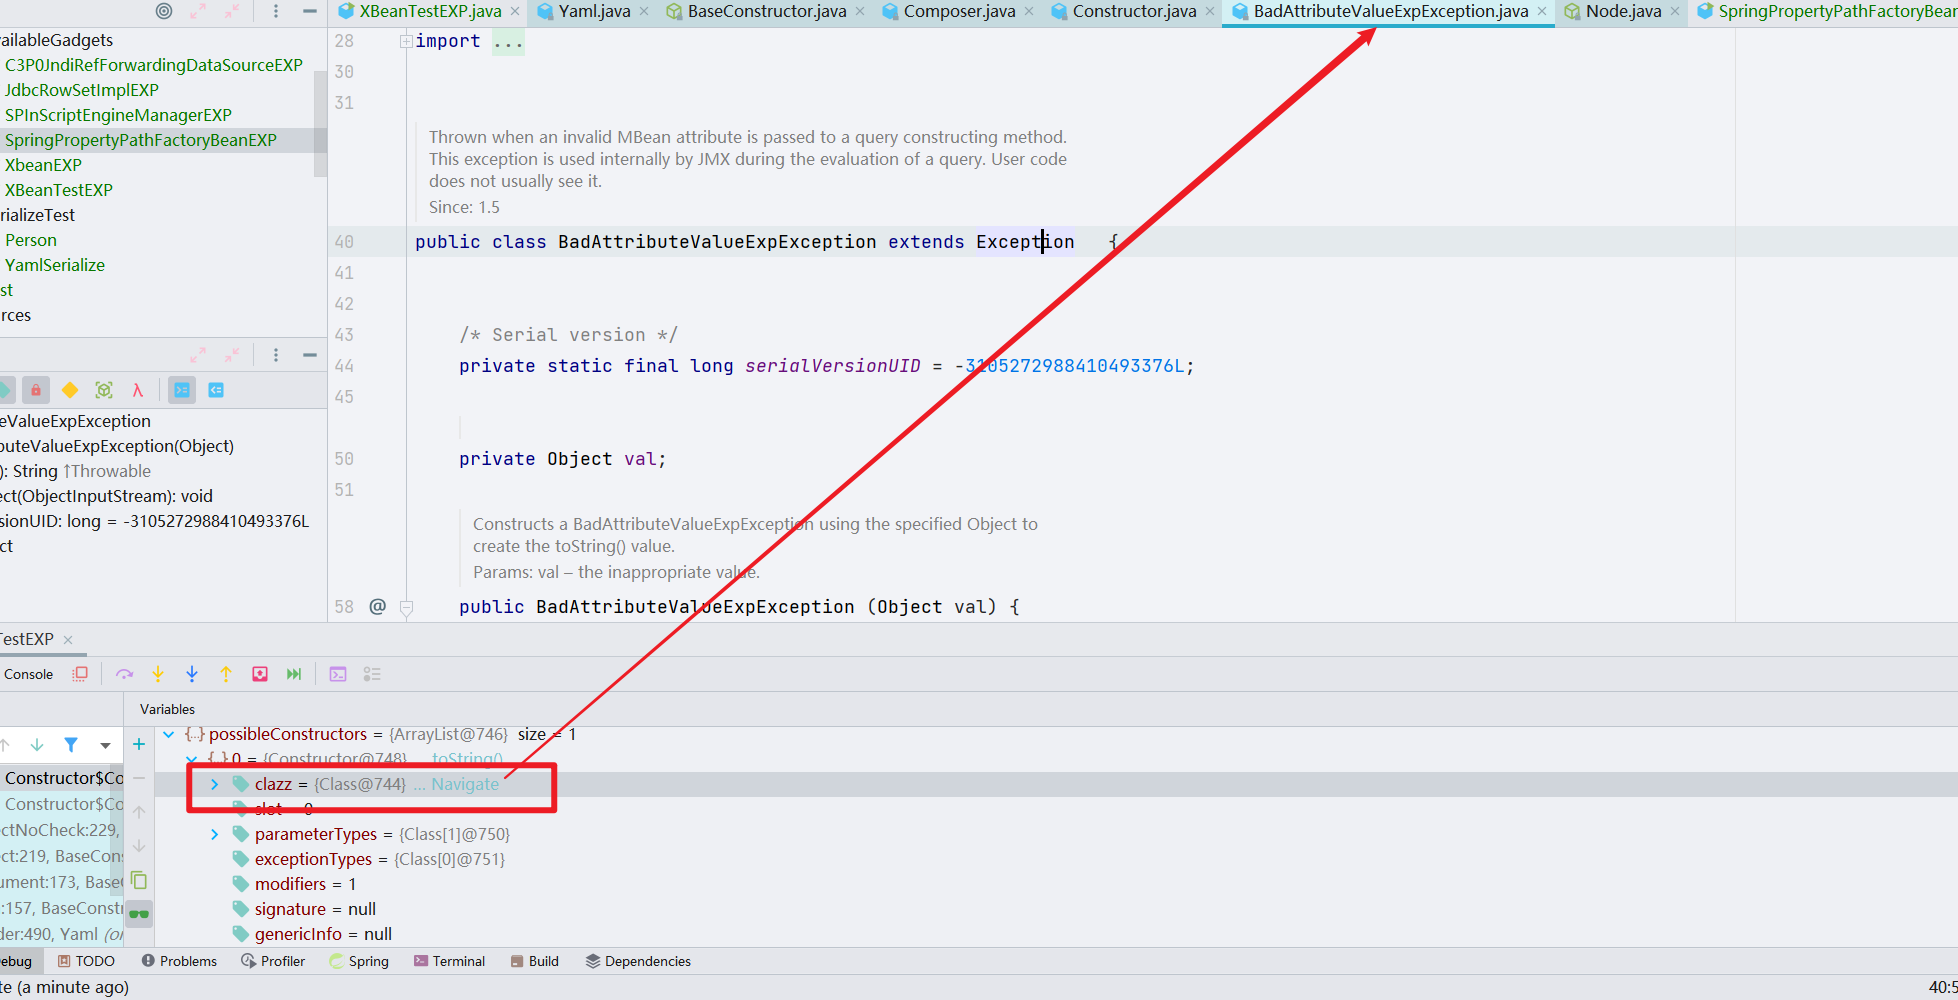 XBeanTestEXP.java
Yaml.java
BaseConstructor.java
Composer.java
Constructor.java
BadAttributeValueExpException.java
Node.java
SpringPropertyPathFactoryBean
ailableGadgets
C3P0JndiRefForwardingDataSourceEXP
JdbcRowSetImplEXP
SPInScriptEngineManagerEXP
SpringPropertyPathFactoryBeanEXP
XbeanEXP
XBeanTestEXP
rializeTest
Person
YamlSerialize
st
rces
eValueExpException
buteValueExpException(Object)
): String ↑Throwable
ect(ObjectInputStream): void
sionUID: long = -3105272988410493376L
ct
28 import ...
30
31
Thrown when an invalid MBean attribute is passed to a query constructing method.
This exception is used internally by JMX during the evaluation of a query. User code
does not usually see it.
Since: 1.5
40 public class BadAttributeValueExpException extends Exception {
41
42
43 /* Serial version */
44 private static final long serialVersionUID = -3105272988410493376L;
45
50 private Object val;
51
Constructs a BadAttributeValueExpException using the specified Object to
create the toString() value.
Params: val – the inappropriate value.
58 @ public BadAttributeValueExpException (Object val) {
TestEXP
Console
Variables
Constructor$Co
Constructor$Co
ectNoCheck:229,
ect:219, BaseCons
ument:173, BaseC
:157, BaseConstr
der:490, Yaml (or
possibleConstructors = {ArrayList@746} size = 1
0 = {Constructor@748} ... toString()
clazz = {Class@744} ... Navigate
slot = 0
parameterTypes = {Class[1]@750}
exceptionTypes = {Class[0]@751}
modifiers = 1
signature = null
genericInfo = null
ebug
TODO
Problems
Profiler
Spring
Terminal
Build
Dependencies
te (a minute ago)
40:5